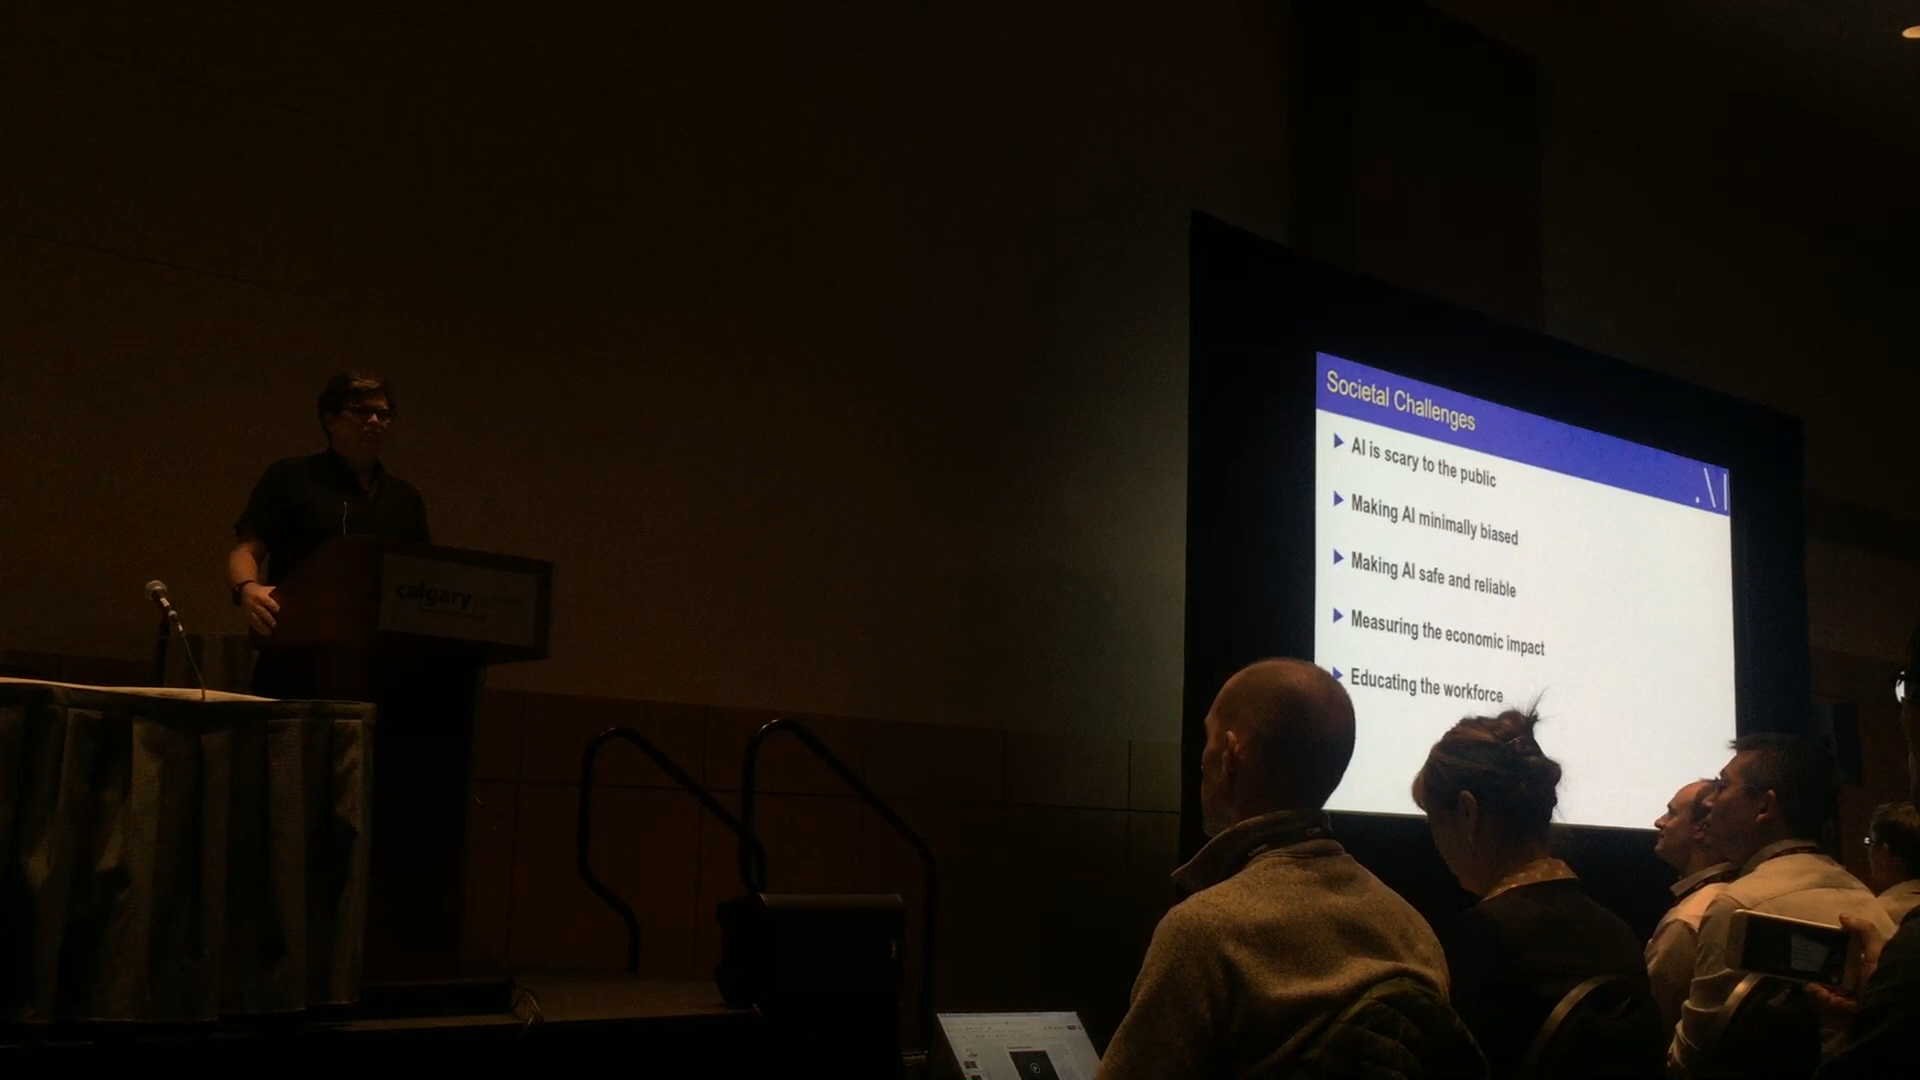 Societal Challenges
AI is scary to the public
Making AI minimally biased
Making AI safe and reliable
Measuring the economic impact
Educating the workforce
calgary